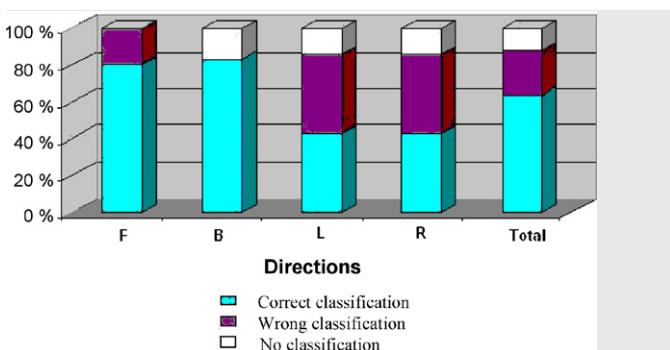 100 %
80 %
60 %
40 %
20 %
0 %
F B L R Total
Directions
Correct classification
Wrong classification
No classification